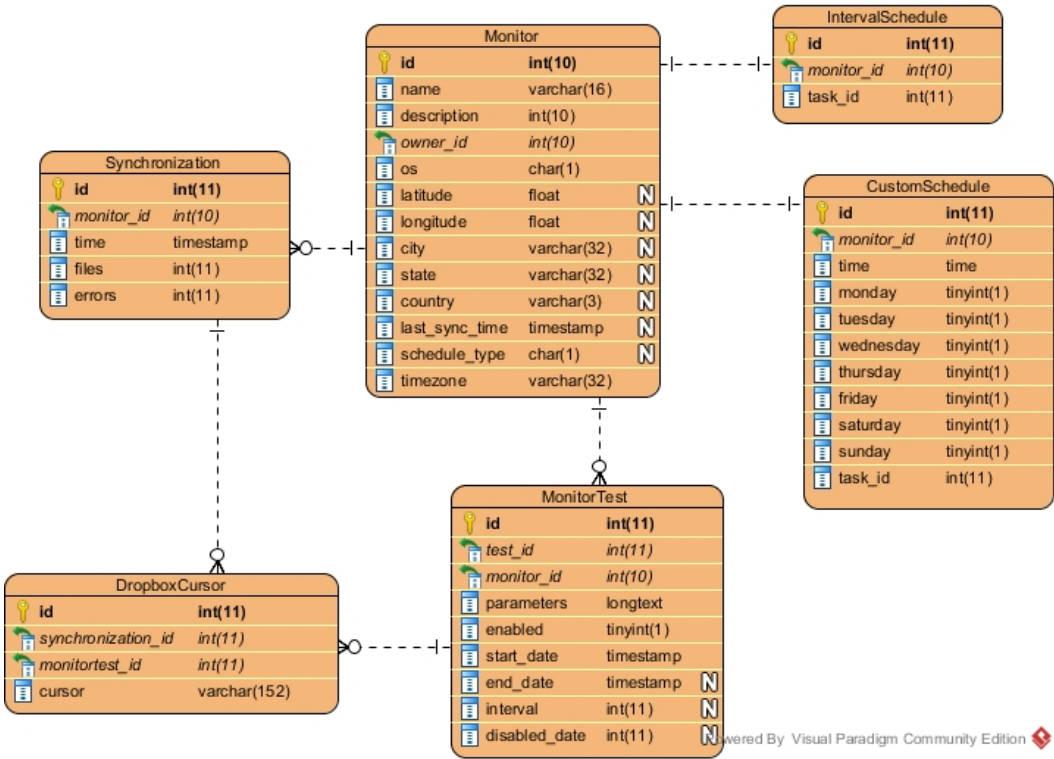 IntervalSchedule
id int(11)
monitor_id int(10)
task_id int(11)
Monitor
id int(10)
name varchar(16)
description int(10)
owner_id int(10)
os char(1)
latitude float N
longitude float N
city varchar(32) N
state varchar(32) N
country varchar(3) N
last_sync_time timestamp N
schedule_type char(1) N
timezone varchar(32)
Synchronization
id int(11)
monitor_id int(10)
time timestamp
files int(11)
errors int(11)
CustomSchedule
id int(11)
monitor_id int(10)
time time
monday tinyint(1)
tuesday tinyint(1)
wednesday tinyint(1)
thursday tinyint(1)
friday tinyint(1)
saturday tinyint(1)
sunday tinyint(1)
task_id int(11)
MonitorTest
id int(11)
test_id int(11)
monitor_id int(10)
parameters longtext
enabled tinyint(1)
start_date timestamp
end_date timestamp N
interval int(11) N
disabled_date int(11) N
DropboxCursor
id int(11)
synchronization_id int(11)
monitortest_id int(11)
cursor varchar(152)
Powered By Visual Paradigm Community Edition